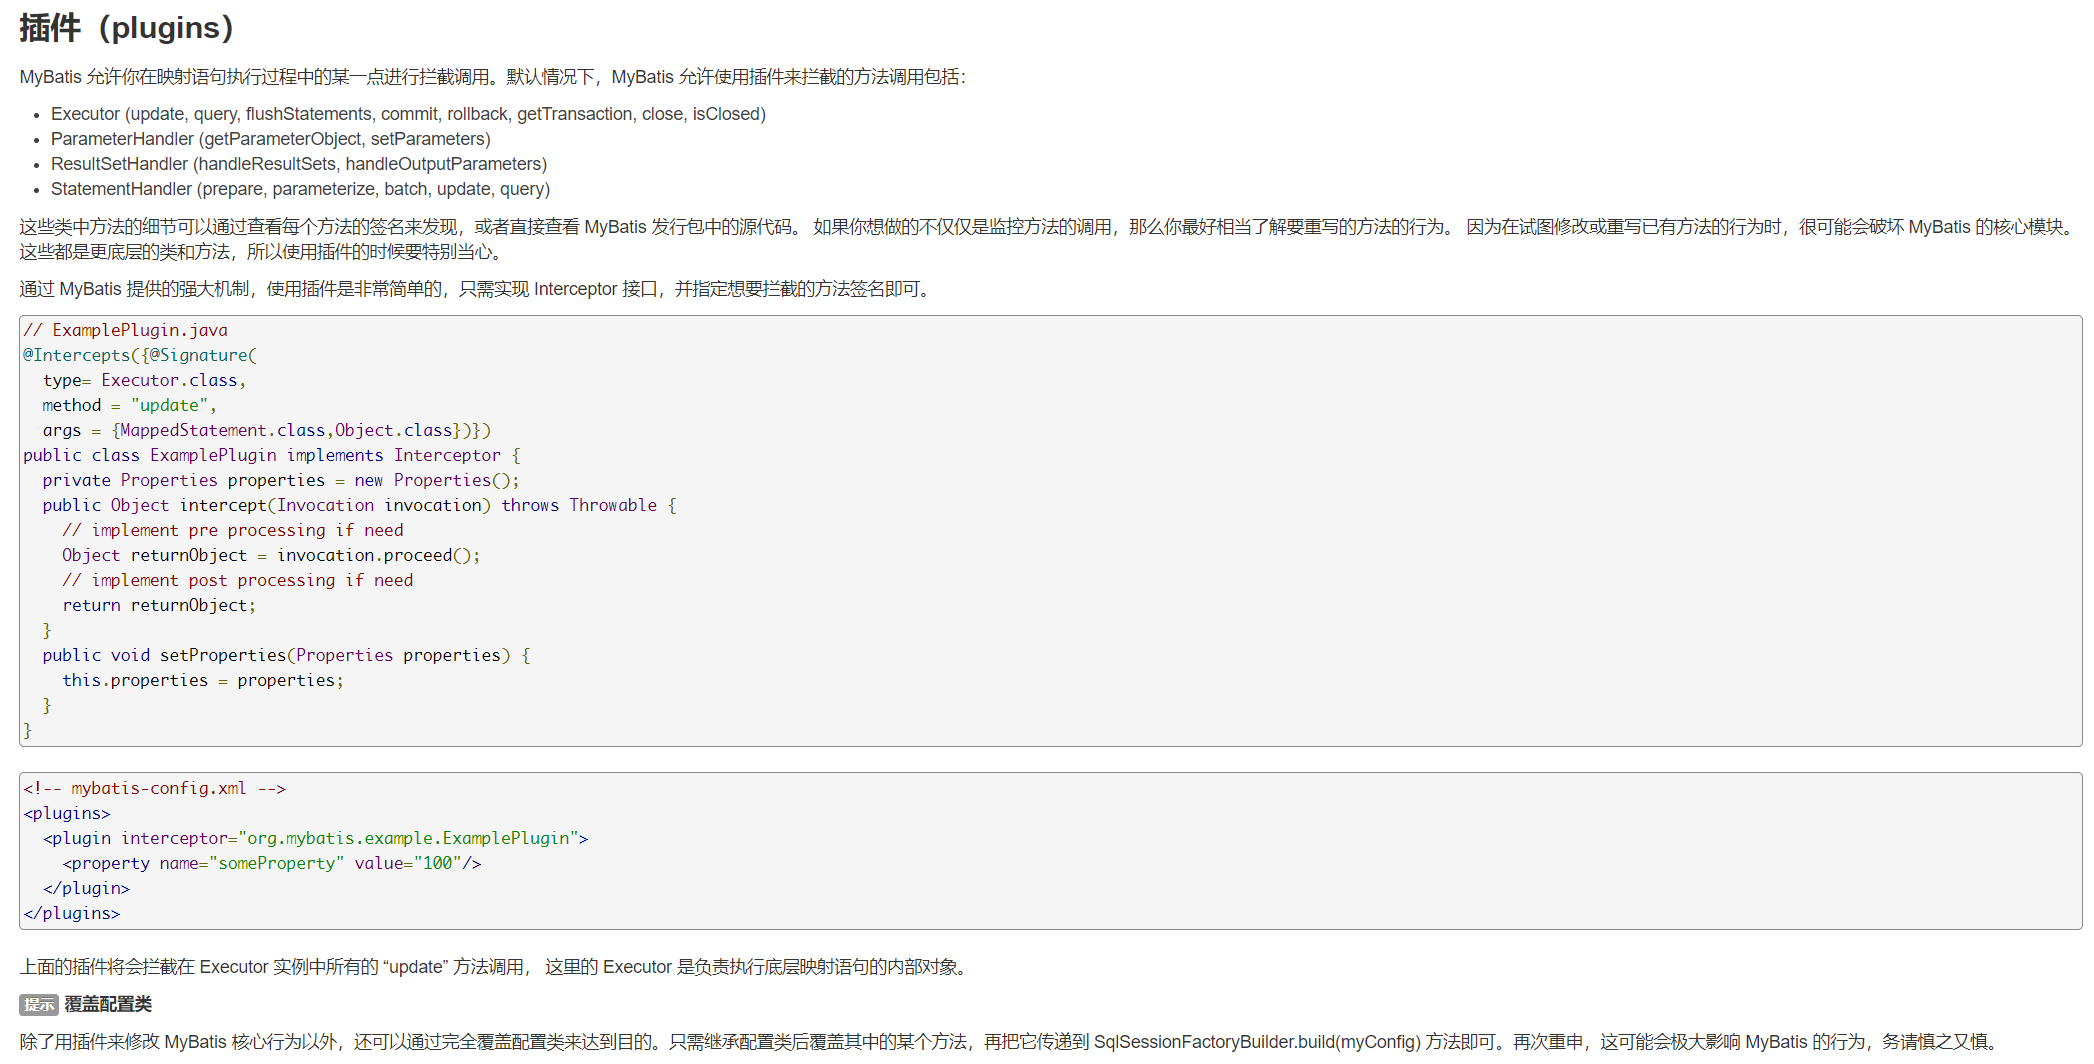 插件（plugins）
MyBatis 允许你在映射语句执行过程中的某一点进行拦截调用。默认情况下，MyBatis 允许使用插件来拦截的方法调用包括：
• Executor (update, query, flushStatements, commit, rollback, getTransaction, close, isClosed)
• ParameterHandler (getParameterObject, setParameters)
• ResultSetHandler (handleResultSets, handleOutputParameters)
• StatementHandler (prepare, parameterize, batch, update, query)
这些类中方法的细节可以通过查看每个方法的签名来发现，或者直接查看 MyBatis 发行包中的源代码。 如果你想做的不仅仅是监控方法的调用，那么你最好相当了解要重写的方法的行为。 因为在试图修改或重写已有方法的行为时，很可能会破坏 MyBatis 的核心模块。
这些都是更底层的类和方法，所以使用插件的时候要特别当心。
通过 MyBatis 提供的强大机制，使用插件是非常简单的，只需实现 Interceptor 接口，并指定想要拦截的方法签名即可。
// ExamplePlugin.java
@Intercepts({@Signature(
  type= Executor.class,
  method = "update",
  args = {MappedStatement.class,Object.class})})
public class ExamplePlugin implements Interceptor {
  private Properties properties = new Properties();
  public Object intercept(Invocation invocation) throws Throwable {
    // implement pre processing if need
    Object returnObject = invocation.proceed();
    // implement post processing if need
    return returnObject;
  }
  public void setProperties(Properties properties) {
    this.properties = properties;
  }
}
<!-- mybatis-config.xml -->
<plugins>
  <plugin interceptor="org.mybatis.example.ExamplePlugin">
    <property name="someProperty" value="100"/>
  </plugin>
</plugins>
上面的插件将会拦截在 Executor 实例中所有的 “update” 方法调用， 这里的 Executor 是负责执行底层映射语句的内部对象。
提示 覆盖配置类
除了用插件来修改 MyBatis 核心行为以外，还可以通过完全覆盖配置类来达到目的。只需继承配置类后覆盖其中的某个方法，再把它传递到 SqlSessionFactoryBuilder.build(myConfig) 方法即可。再次重申，这可能会极大影响 MyBatis 的行为，务请慎之又慎。